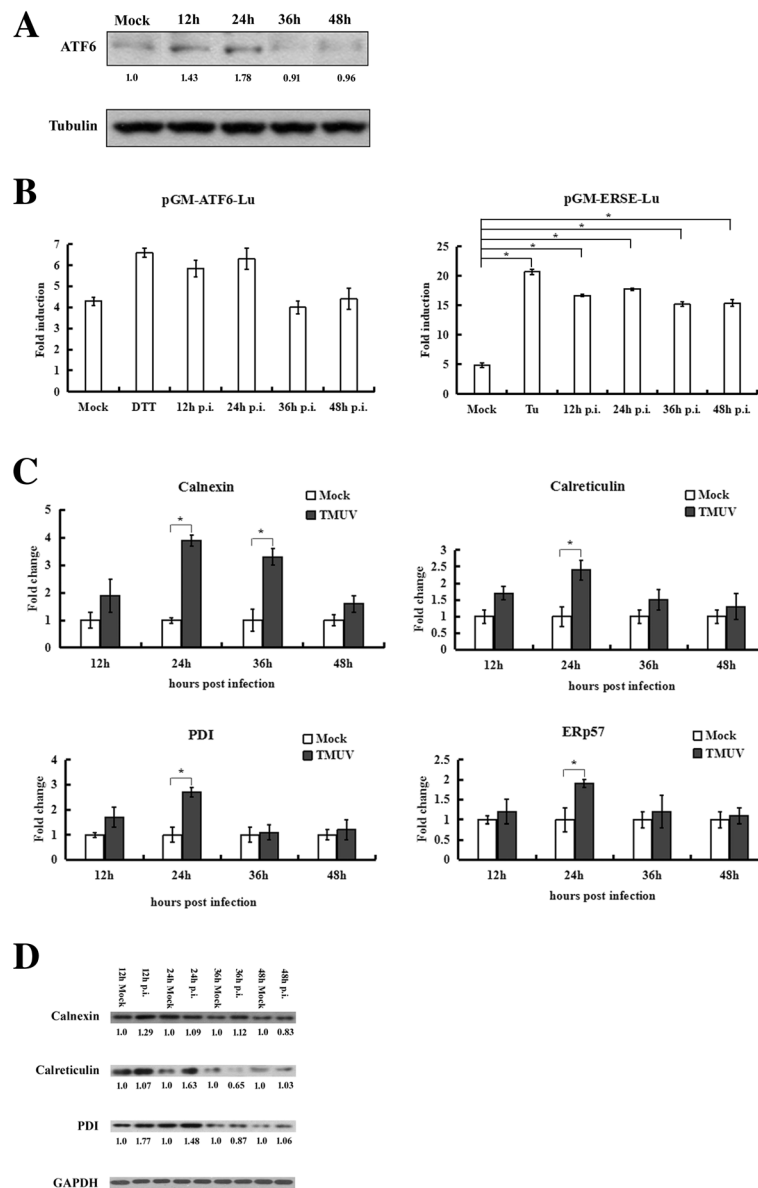 A
Mock 12h 24h 36h 48h
ATF6
1.0 1.43 1.78 0.91 0.96
Tubulin
B
pGM-ATF6-Lu
Fold induction
7
6
5
4
3
2
1
0
Mock DTT 12h p.i. 24h p.i. 36h p.i. 48h p.i.
pGM-ERSE-Lu
*
*
*
*
*
Fold induction
25
20
15
10
5
0
Mock Tu 12h p.i. 24h p.i. 36h p.i. 48h p.i.
C
Calnexin
Mock
TMUV
Fold change
5
4
3
2
1
0
* *
12h 24h 36h 48h
hours post infection
Calreticulin
Mock
TMUV
Fold change
3
2.5
2
1.5
1
0.5
0
*
12h 24h 36h 48h
hours post infection
PDI
Mock
TMUV
Fold change
4
3
2
1
0
*
12h 24h 36h 48h
hours post infection
ERp57
Mock
TMUV
Fold change
2.5
2
1.5
1
0.5
0
*
12h 24h 36h 48h
hours post infection
D
12h Mock 12h p.i. 24h Mock 24h p.i. 36h Mock 36h p.i. 48h Mock 48h p.i.
Calnexin
1.0 1.29 1.0 1.09 1.0 1.12 1.0 0.83
Calreticulin
1.0 1.07 1.0 1.63 1.0 0.65 1.0 1.03
PDI
1.0 1.77 1.0 1.48 1.0 0.87 1.0 1.06
GAPDH